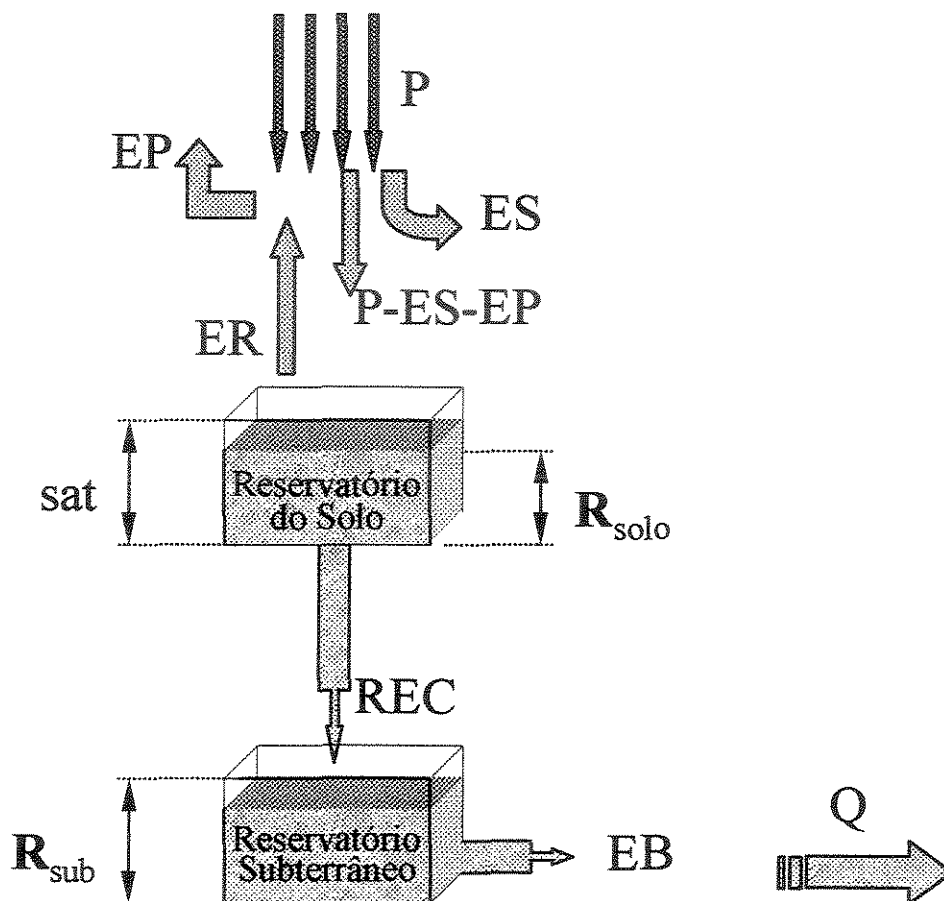 P
EP
ES
P-ES-EP
ER
Reservatório
do Solo
sat
R solo
REC
Reservatório
Subterrâneo
R sub
EB
Q